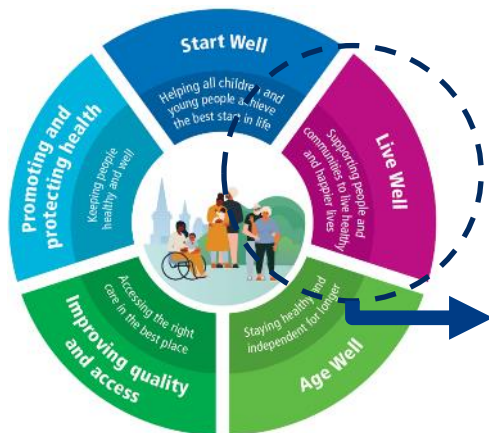 Start Well
Helping all children and
young people achieve
the best start in life
Live Well
Supporting people and
communities to live healthy
and happier lives
Age Well
Staying healthy and
independent for longer
Improving quality
and access
Accessing the right
care in the best place
Promoting and
protecting health
Keeping people
healthy and well